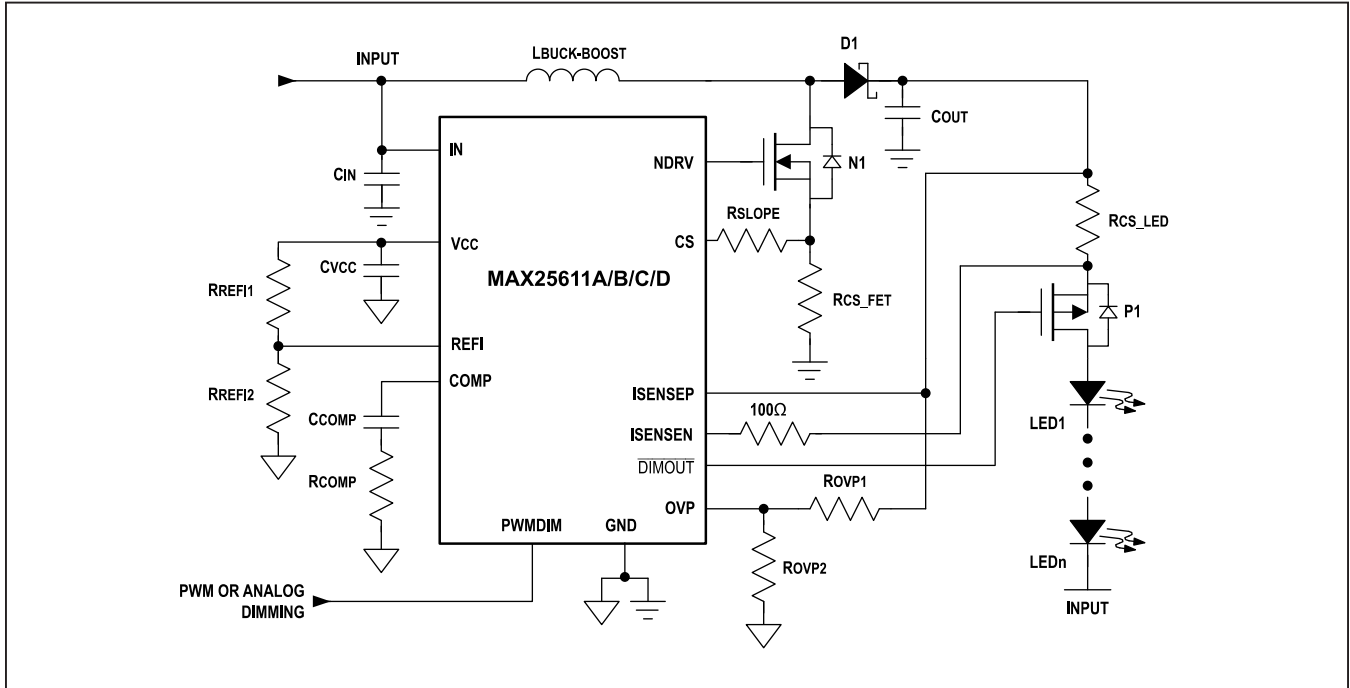 INPUT
LBUCK-BOOST
D1
COUT
IN
NDRV
N1
CIN
RSLOPE
RCS_LED
VCC
CS
CVCC
MAX25611A/B/C/D
RREFI1
RCS_FET
P1
REFI
COMP
ISENSEP
RREFI2
CCOMP
100Ω
LED1
ISENSEN
DIMOUT
RCOMP
ROVP1
OVP
PWMDIM
GND
LEDn
ROVP2
PWM OR ANALOG
DIMMING
INPUT